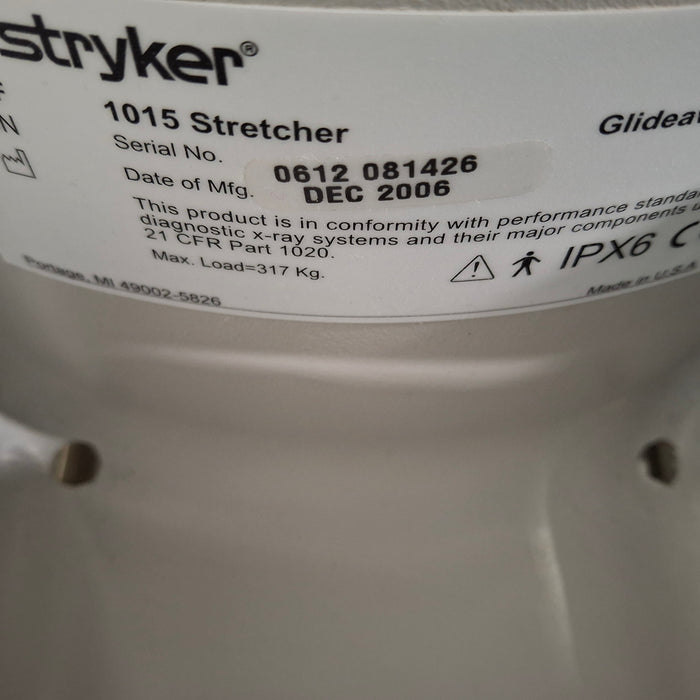 stryker®
1015 Stretcher
Serial No. 0612 081426
Date of Mfg. DEC 2006
This product is in conformity with performance
diagnostic x-ray systems and their major components
21 CFR Part 1020.
Max. Load=317 Kg.
IPX6
Portage, MI 49002-5826
Made in U.S.A.